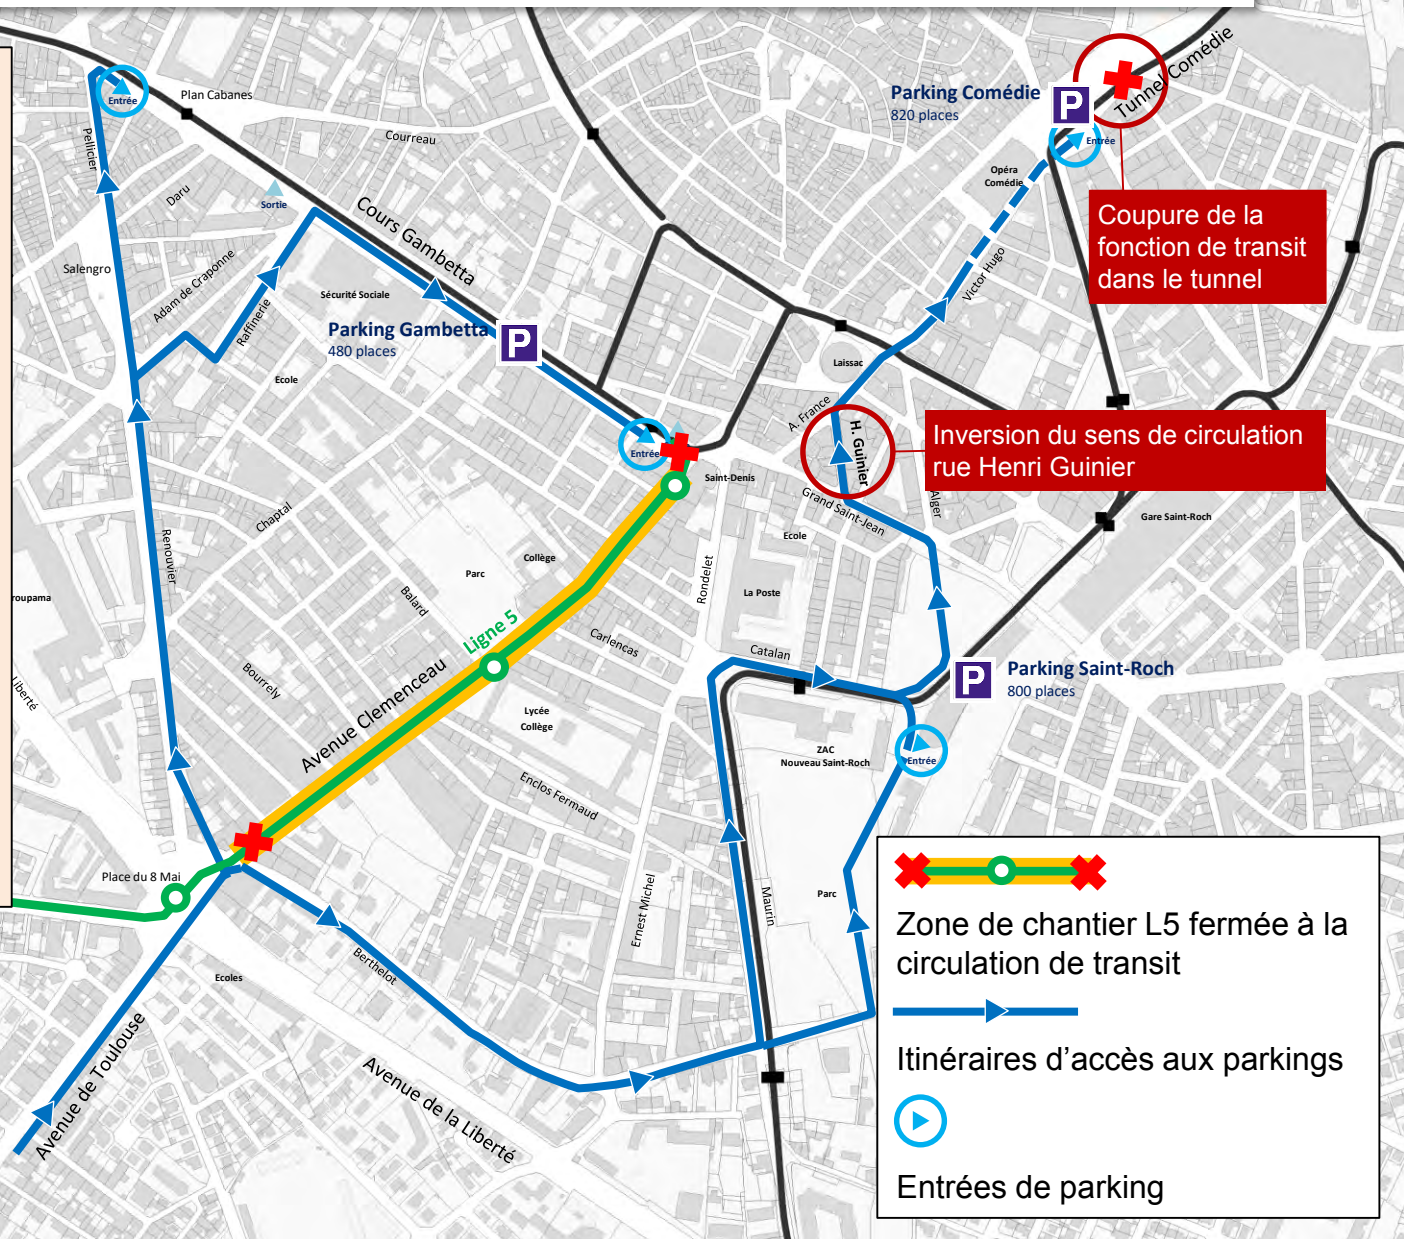 Entrée
Plan Cabanes
Pellicier
Courreau
Daru
Sortie
Cours Gambetta
Salengro
Adam de Craponne
Raffinerie
Sécurité Sociale
Parking Gambetta
480 places
P
Ecole
Parking Comédie
820 places
P
Tunnel Comédie
Entrée
Opéra
Comédie
Coupure de la
fonction de transit
dans le tunnel
Victor Hugo
Laissac
A. France
H. Guinier
Inversion du sens de circulation
rue Henri Guinier
Entrée
Saint-Denis
Grand Saint-Jean
Alger
Gare Saint-Roch
Chaptal
Renouvier
Collège
Parc
Ecole
Rondelet
La Poste
roupama
Balard
Ligne 5
Carlencas
Catalan
Bourrely
Liberté
Avenue Clemenceau
Lycée
Collège
P
Parking Saint-Roch
800 places
ZAC
Nouveau Saint-Roch
Entrée
Enclos Fermaud
Place du 8 Mai
Ernest Michel
Maurin
Parc
Ecoles
Berthelot
Avenue de Toulouse
Avenue de la Liberté
Zone de chantier L5 fermée à la
circulation de transit
Itinéraires d’accès aux parkings
Entrées de parking